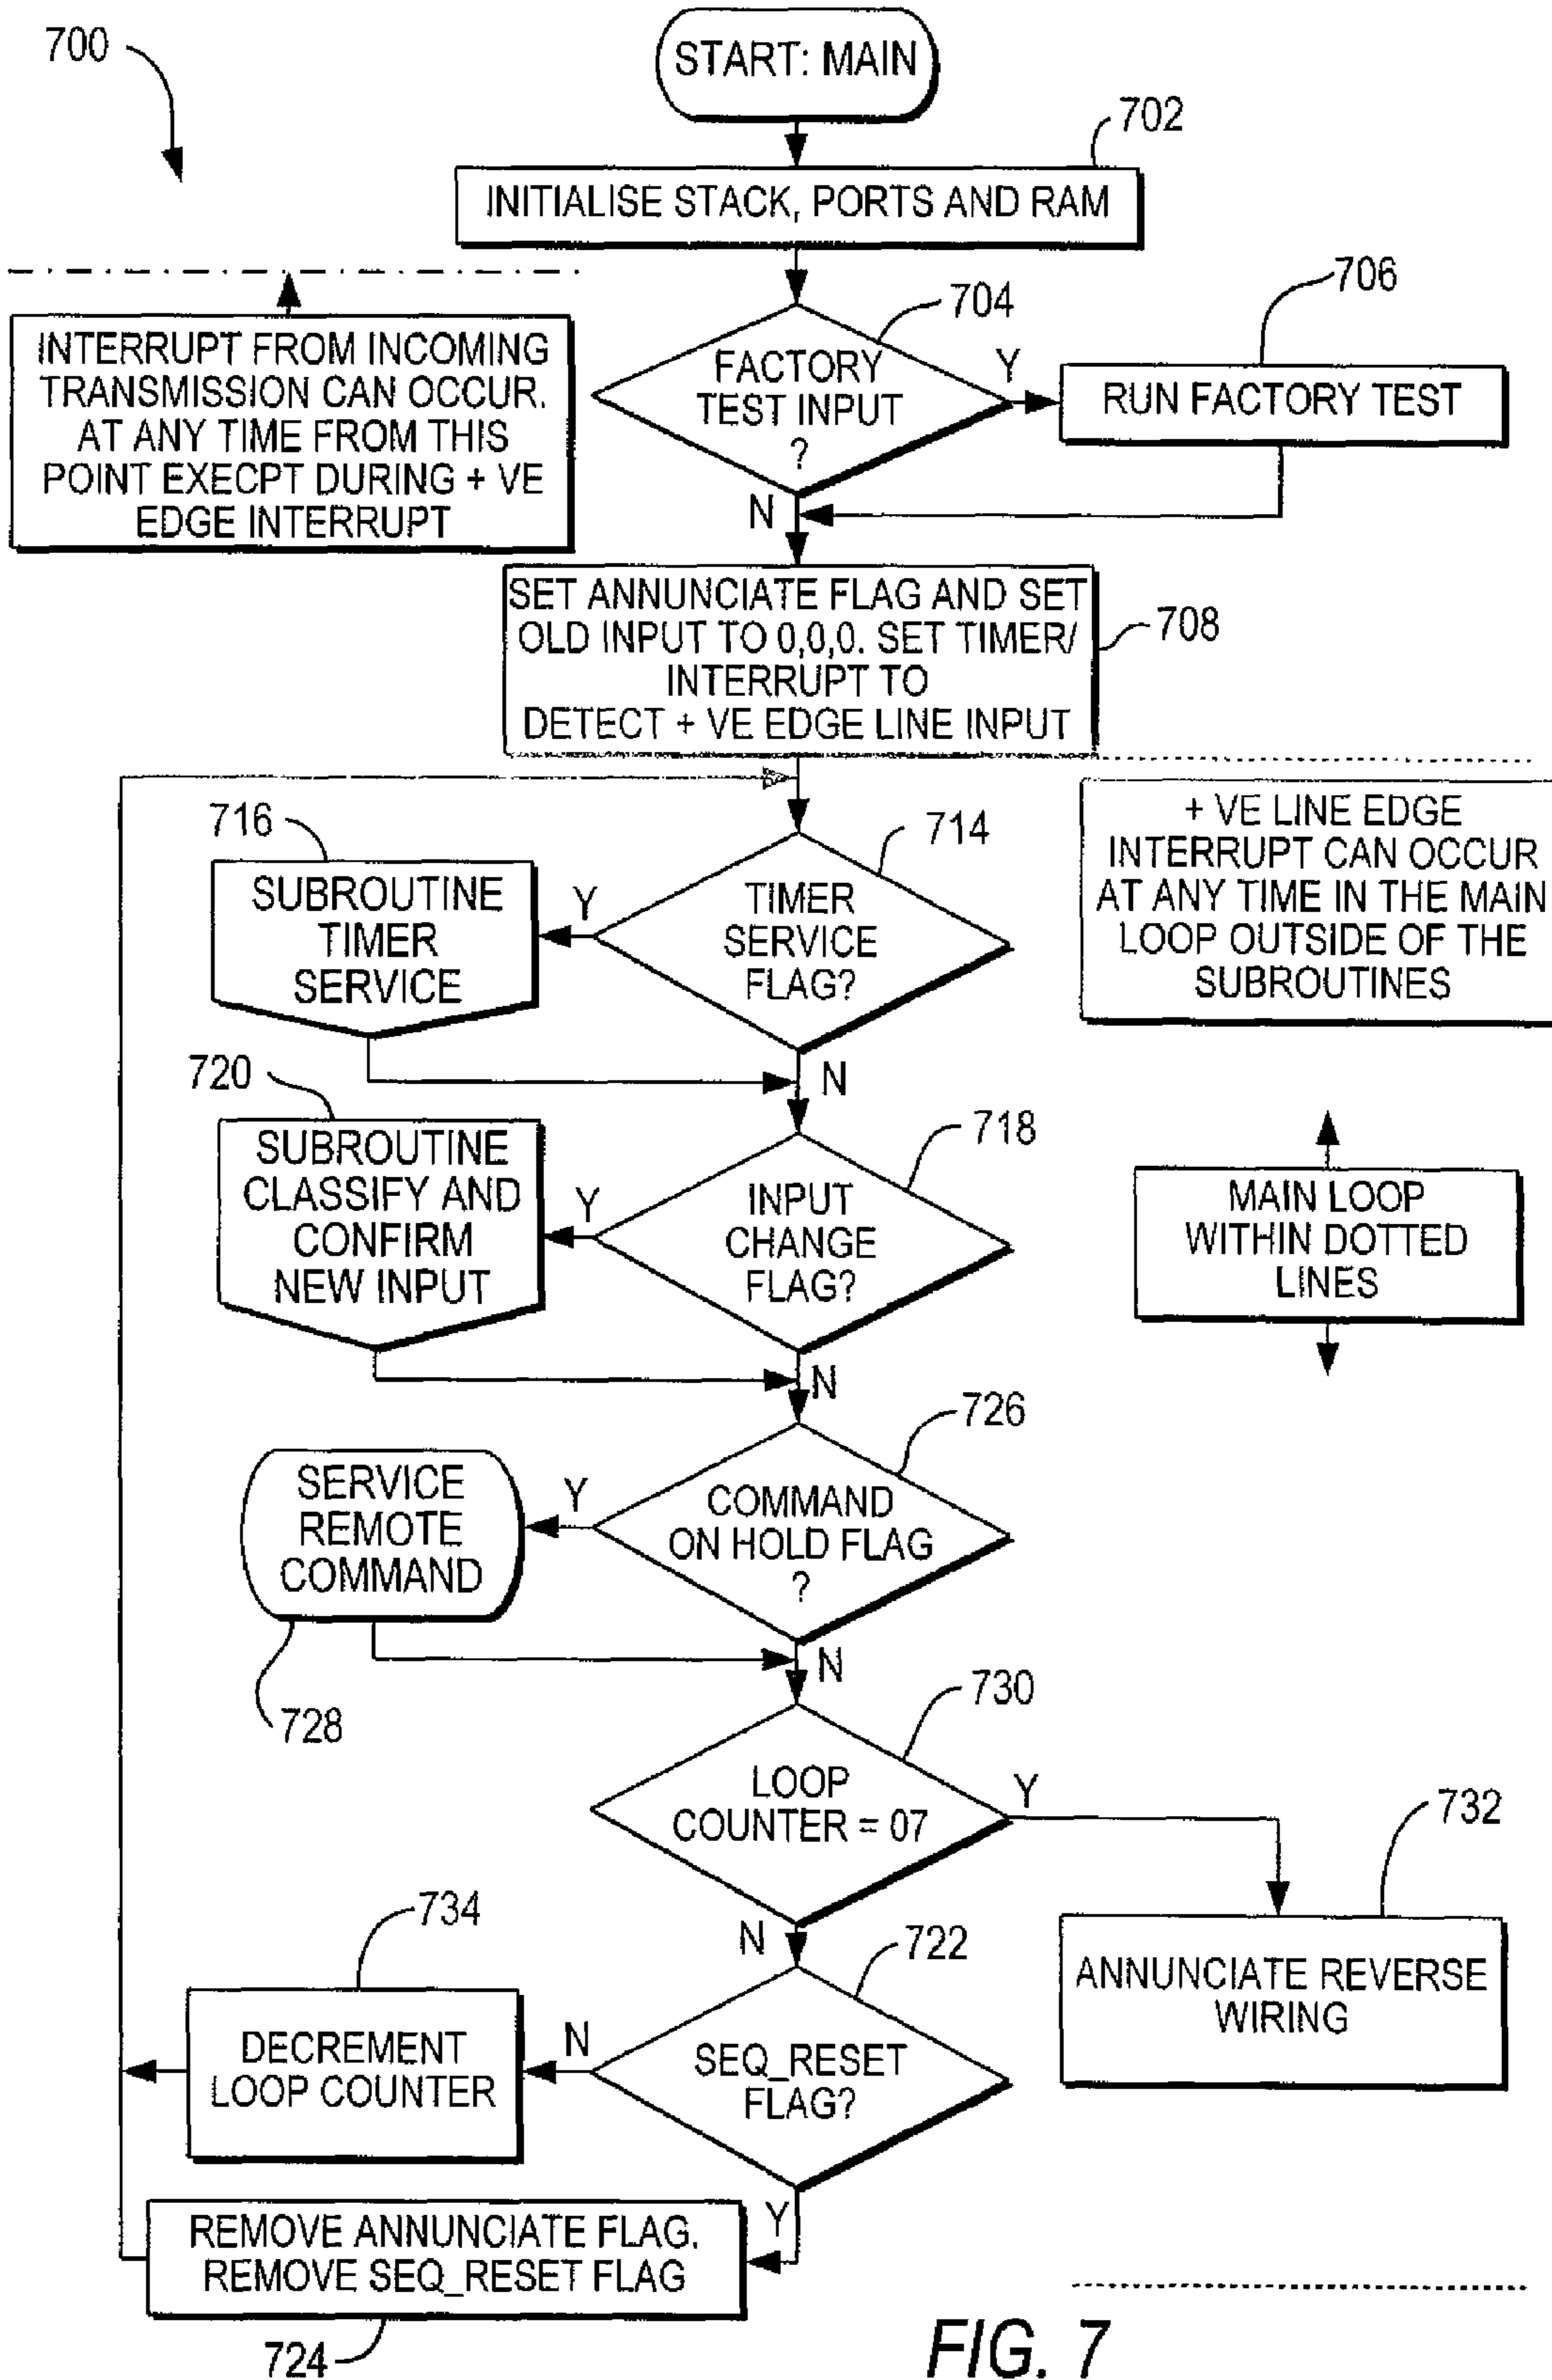 700
START: MAIN
702
INITIALISE STACK, PORTS AND RAM
704
706
INTERRUPT FROM INCOMING
TRANSMISSION CAN OCCUR.
AT ANY TIME FROM THIS
POINT EXECPT DURING + VE
EDGE INTERRUPT
FACTORY
TEST INPUT
?
Y
RUN FACTORY TEST
N
SET ANNUNCIATE FLAG AND SET
OLD INPUT TO 0,0,0. SET TIMER/
INTERRUPT TO
DETECT + VE EDGE LINE INPUT
708
716
714
SUBROUTINE
TIMER
SERVICE
Y
TIMER
SERVICE
FLAG?
+ VE LINE EDGE
INTERRUPT CAN OCCUR
AT ANY TIME IN THE MAIN
LOOP OUTSIDE OF THE
SUBROUTINES
N
720
718
SUBROUTINE
CLASSIFY AND
CONFIRM
NEW INPUT
Y
INPUT
CHANGE
FLAG?
MAIN LOOP
WITHIN DOTTED
LINES
N
726
SERVICE
REMOTE
COMMAND
Y
COMMAND
ON HOLD FLAG
?
N
728
730
LOOP
COUNTER = 07
Y
732
N
ANNUNCIATE REVERSE
WIRING
734
722
DECREMENT
LOOP COUNTER
N
SEQ_RESET
FLAG?
Y
REMOVE ANNUNCIATE FLAG.
REMOVE SEQ_RESET FLAG
724
FIG. 7